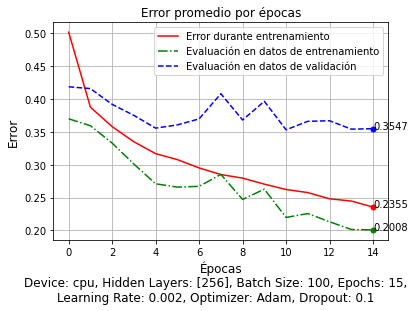 Error promedio por épocas
Error durante entrenamiento
Evaluación en datos de entrenamiento
Evaluación en datos de validación
0.50
0.45
0.40
0.35
0.30
0.25
0.20
Error
0.3547
0.2355
0.2008
0 2 4 6 8 10 12 14
Épocas
Device: cpu, Hidden Layers: [256], Batch Size: 100, Epochs: 15,
Learning Rate: 0.002, Optimizer: Adam, Dropout: 0.1